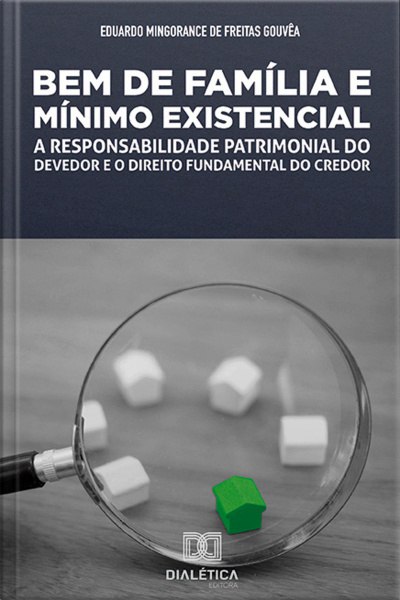 EDUARDO MINGORANCE DE FREITAS GOUVÊA
BEM DE FAMÍLIA E
MÍNIMO EXISTENCIAL
A RESPONSABILIDADE PATRIMONIAL DO
DEVEDOR E O DIREITO FUNDAMENTAL DO CREDOR
DIALÉTICA
EDITORA